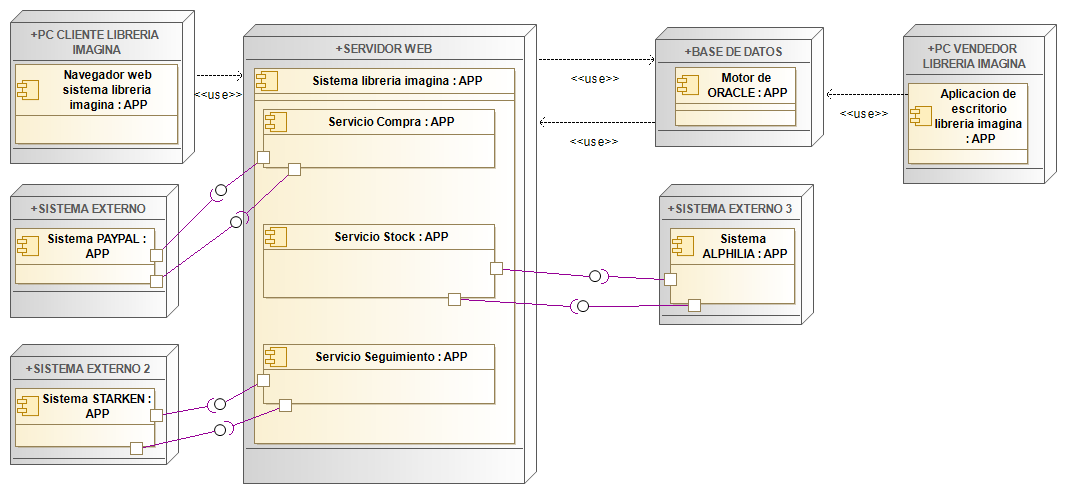 +PC CLIENTE LIBRERIA
IMAGINA
Navegador web
sistema libreria
imagina : APP
<<use>>
+SERVIDOR WEB
Sistema libreria imagina : APP
Servicio Compra : APP
Servicio Stock : APP
Servicio Seguimiento : APP
<<use>>
<<use>>
+BASE DE DATOS
Motor de
ORACLE : APP
<<use>>
+PC VENDEDOR
LIBRERIA IMAGINA
Aplicacion de
escritorio
libreria imagina
: APP
+SISTEMA EXTERNO
Sistema PAYPAL :
APP
+SISTEMA EXTERNO 3
Sistema
ALPHILIA : APP
+SISTEMA EXTERNO 2
Sistema STARKEN :
APP